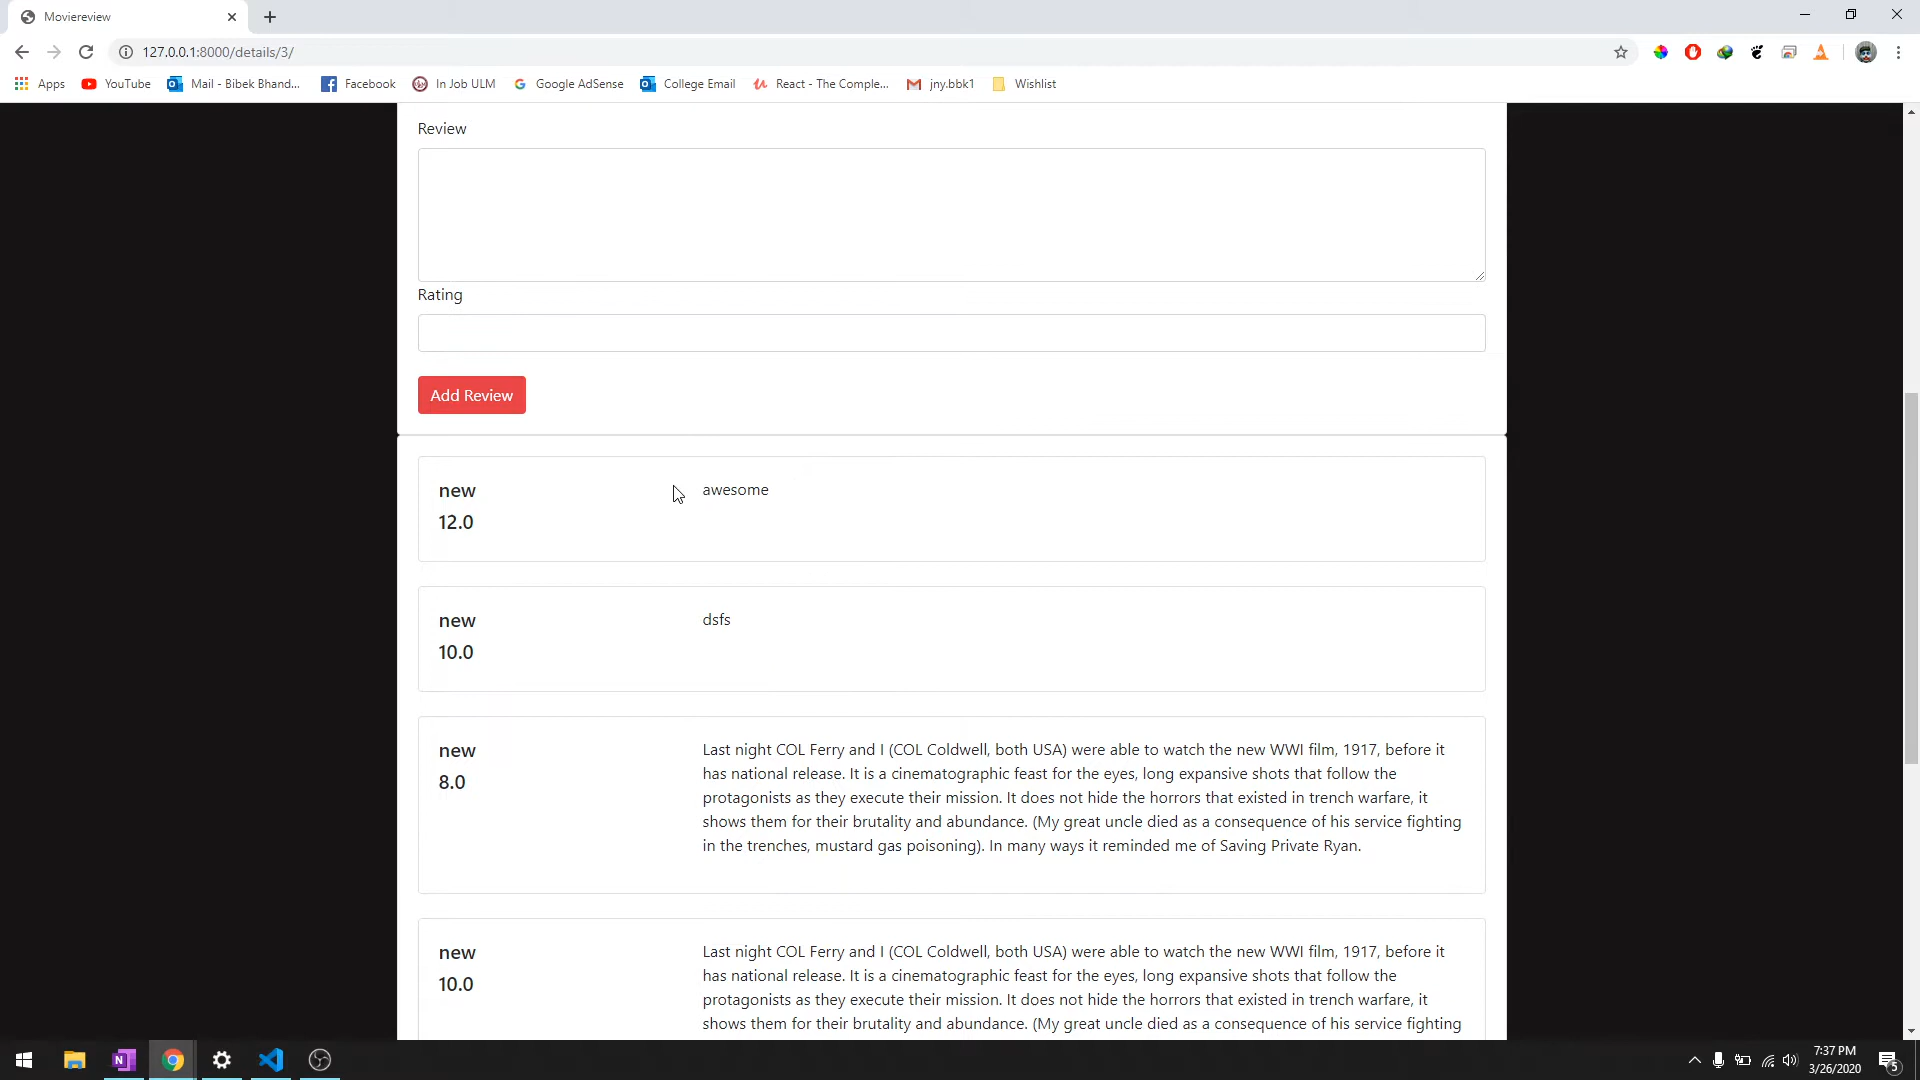 Moviereview
127.0.0.1:8000/details/3/
Apps
YouTube
Mail - Bibek Bhand...
Facebook
In Job ULM
Google AdSense
College Email
React - The Comple...
jny.bbk1
Wishlist
Review
Rating
Add Review
new
awesome
12.0
new
dsfs
10.0
new
8.0
Last night COL Ferry and I (COL Coldwell, both USA) were able to watch the new WWI film, 1917, before it
has national release. It is a cinematographic feast for the eyes, long expansive shots that follow the
protagonists as they execute their mission. It does not hide the horrors that existed in trench warfare, it
shows them for their brutality and abundance. (My great uncle died as a consequence of his service fighting
in the trenches, mustard gas poisoning). In many ways it reminded me of Saving Private Ryan.
new
10.0
Last night COL Ferry and I (COL Coldwell, both USA) were able to watch the new WWI film, 1917, before it
has national release. It is a cinematographic feast for the eyes, long expansive shots that follow the
protagonists as they execute their mission. It does not hide the horrors that existed in trench warfare, it
shows them for their brutality and abundance. (My great uncle died as a consequence of his service fighting
N
7:37 PM
3/26/2020
5